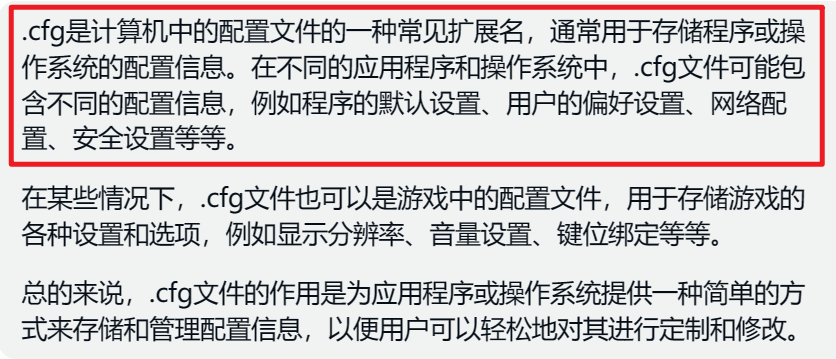 .cfg是计算机中的配置文件的一种常见扩展名，通常用于存储程序或操
作系统的配置信息。在不同的应用程序和操作系统中，.cfg文件可能包
含不同的配置信息，例如程序的默认设置、用户的偏好设置、网络配
置、安全设置等等。
在某些情况下，.cfg文件也可以是游戏中的配置文件，用于存储游戏的
各种设置和选项，例如显示分辨率、音量设置、键位绑定等等。
总的来说，.cfg文件的作用是为应用程序或操作系统提供一种简单的方
式来存储和管理配置信息，以便用户可以轻松地对其进行定制和修改。